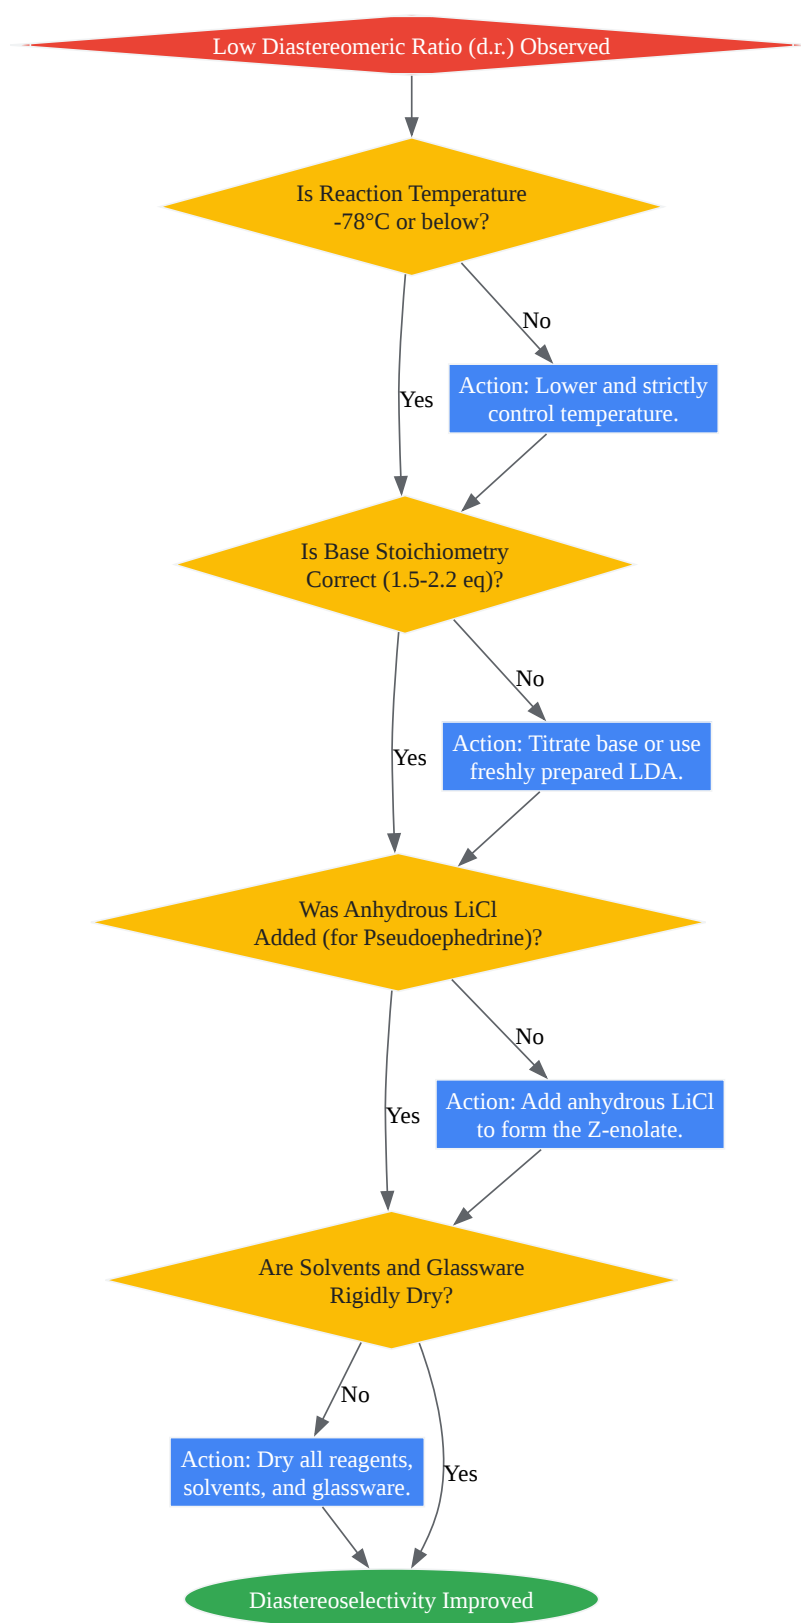 Low Diastereomeric Ratio (d.r.) Observed
Is Reaction Temperature
-78°C or below?
No
Yes
Action: Lower and strictly
control temperature.
Is Base Stoichiometry
Correct (1.5-2.2 eq)?
No
Yes
Action: Titrate base or use
freshly prepared LDA.
Was Anhydrous LiCl
Added (for Pseudoephedrine)?
No
Yes
Action: Add anhydrous LiCl
to form the Z-enolate.
Are Solvents and Glassware
Rigidly Dry?
No
Action: Dry all reagents,
solvents, and glassware.
Yes
Diastereoselectivity Improved